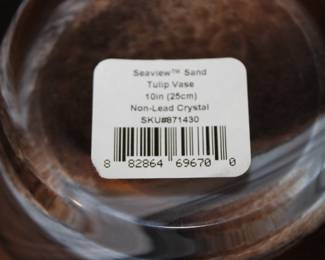 Seaview™ Sand
Tulip Vase
10in (25cm)
Non-Lead Crystal
SKU#871430
8 82864 69670 0